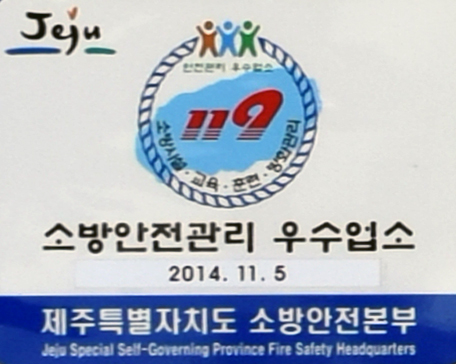 Jeju
안전관리 우수업소
119
소방시설·교육·훈련·방화관리
소방안전관리 우수업소
2014. 11. 5
제주특별자치도 소방안전본부
Jeju Special Self-Governing Province Fire Safety Headquarters